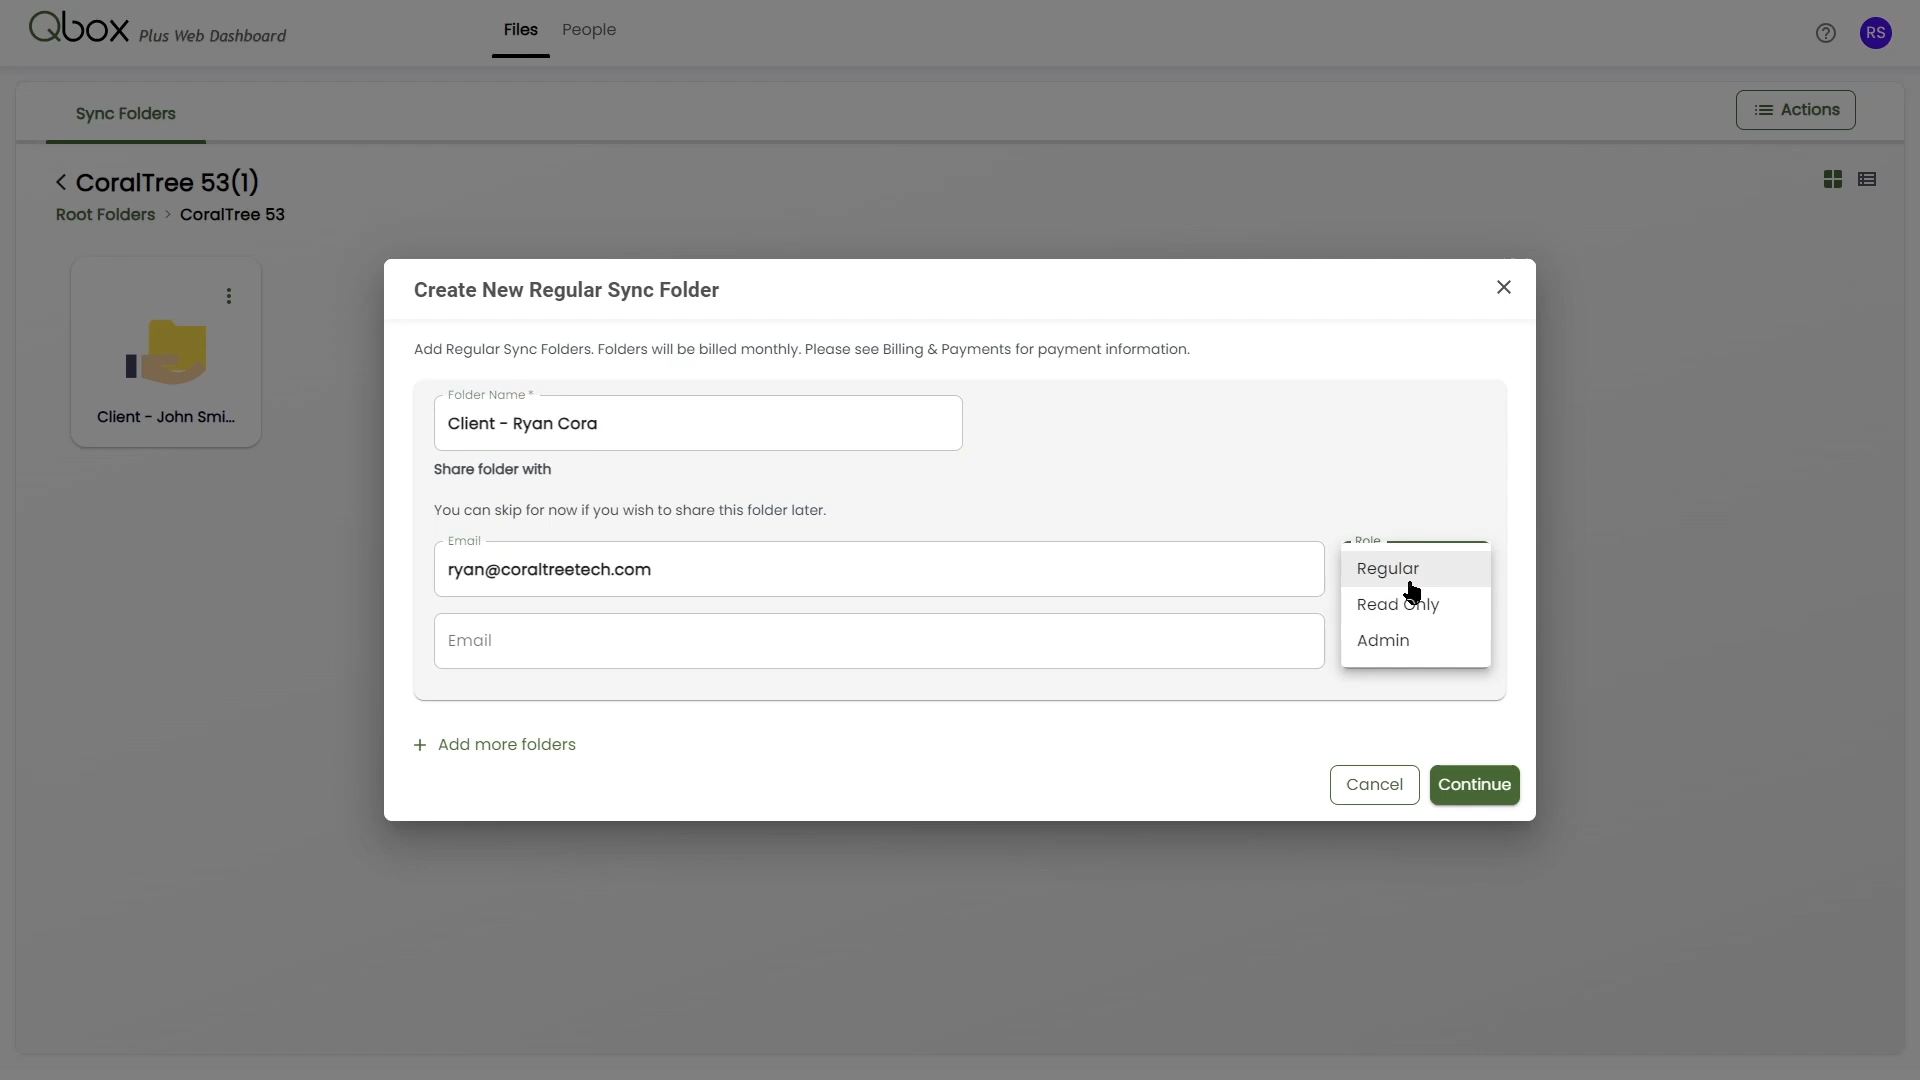 Qbox Plus Web Dashboard
Files
People
RS
Sync Folders
Actions
CoralTree 53(1)
Root Folders > CoralTree 53
Client - John Smi...
Create New Regular Sync Folder
Add Regular Sync Folders. Folders will be billed monthly. Please see Billing & Payments for payment information.
Folder Name *
Client - Ryan Cora
Share folder with
You can skip for now if you wish to share this folder later.
Email
ryan@coraltreetech.com
Role
Regular
Read Only
Admin
Email
+ Add more folders
Cancel
Continue